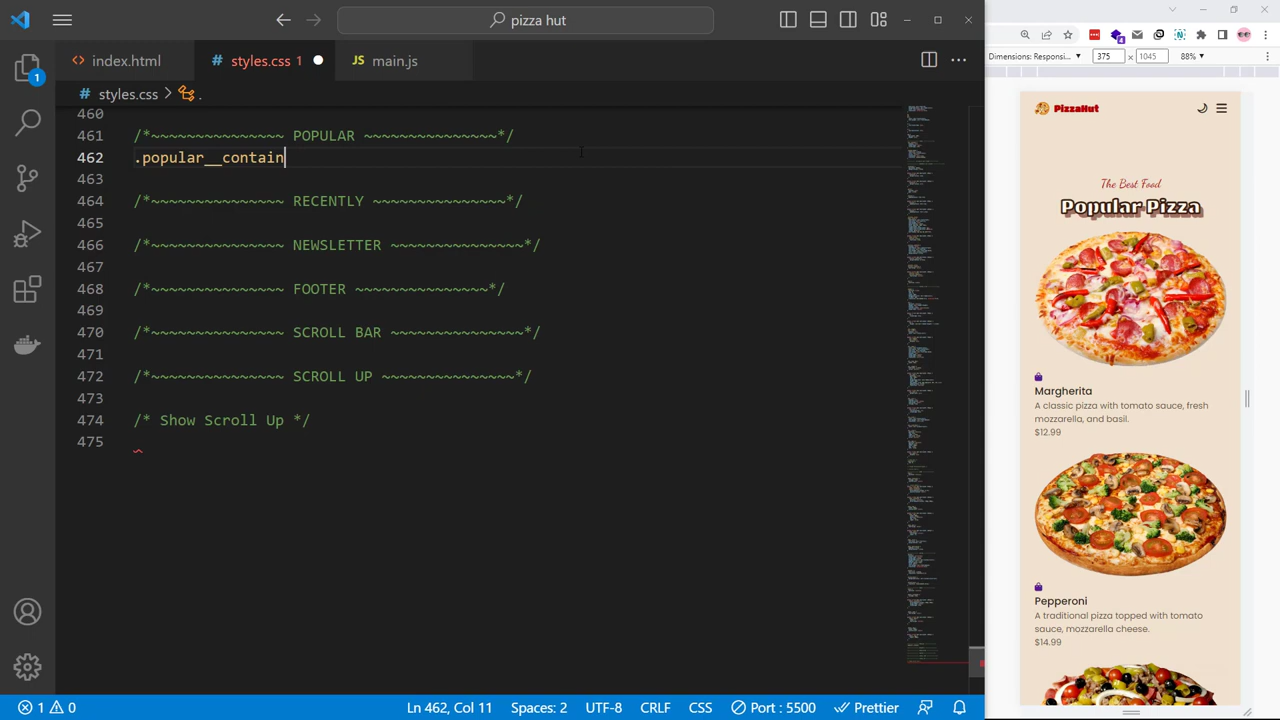 pizza hut
index.html
# styles.css
js
# styles.css > .
460
461 /*~~~~~~~~~~~~~~~ POPULAR ~~~~~~~~~~~~~~~*/
462 .popular__contain
463
464 /*~~~~~~~~~~~~~~~ RECENTLY ~~~~~~~~~~~~~~~*/
465
466 /*~~~~~~~~~~~~~~~ NEWSLETTER ~~~~~~~~~~~~~~~*/
467
468 /*~~~~~~~~~~~~~~~ FOOTER ~~~~~~~~~~~~~~~*/
469
470 /*~~~~~~~~~~~~~~~ SCROLL BAR ~~~~~~~~~~~~~~~*/
471
472 /*~~~~~~~~~~~~~~~ SCROLL UP ~~~~~~~~~~~~~~~*/
473
474 /* Show Scroll Up
475
1
1 0
Ln 462, Col 11
Spaces: 2
UTF-8
CRLF
CSS
Port : 5500
Prettier
4
Dimensions: Responsi...
375 × 1045
88%
PizzaHut
The Best Food
Popular Pizza
Margherita
A classic pizza with tomato sauce, fresh
mozzarella, and basil.
$12.99
Pepperoni
A traditional pizza topped with tomato
sauce, mozzarella cheese.
$14.99